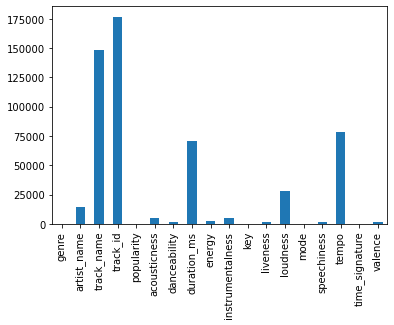 175000
150000
125000
100000
75000
50000
25000
0
genre
artist_name
track_name
track_id
popularity
acousticness
danceability
duration_ms
energy
instrumentalness
key
liveness
loudness
mode
speechiness
tempo
time_signature
valence